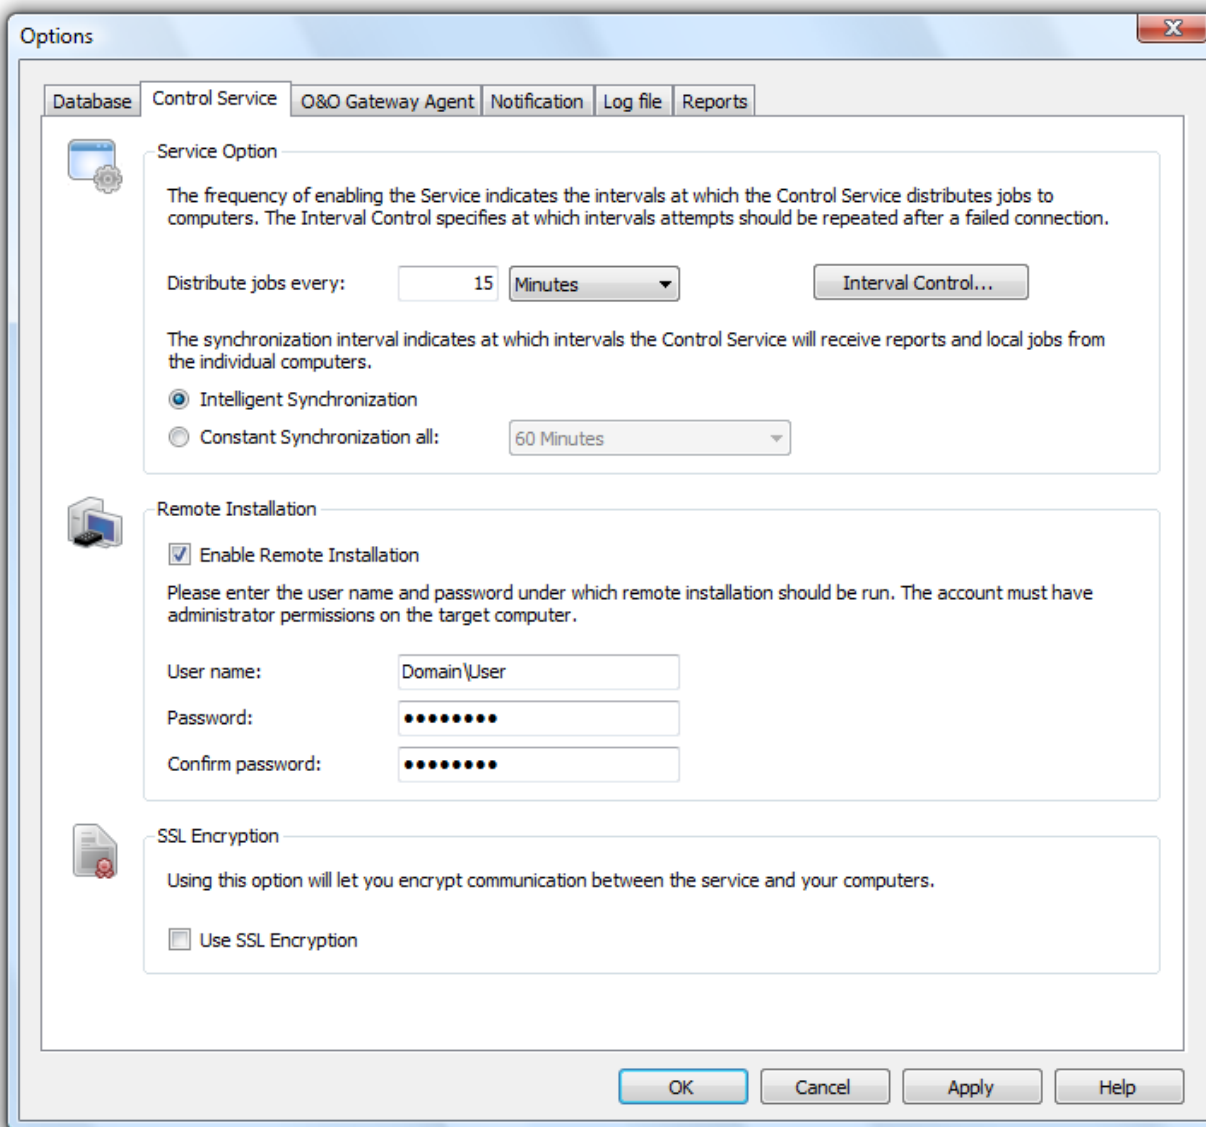 Options
Database Control Service O&O Gateway Agent Notification Log file Reports
Service Option
The frequency of enabling the Service indicates the intervals at which the Control Service distributes jobs to
computers. The Interval Control specifies at which intervals attempts should be repeated after a failed connection.
Distribute jobs every: 15 Minutes Interval Control...
The synchronization interval indicates at which intervals the Control Service will receive reports and local jobs from
the individual computers.
Intelligent Synchronization
Constant Synchronization all: 60 Minutes
Remote Installation
Enable Remote Installation
Please enter the user name and password under which remote installation should be run. The account must have
administrator permissions on the target computer.
User name: Domain\User
Password: ●●●●●●●●
Confirm password: ●●●●●●●●
SSL Encryption
Using this option will let you encrypt communication between the service and your computers.
Use SSL Encryption
OK Cancel Apply Help